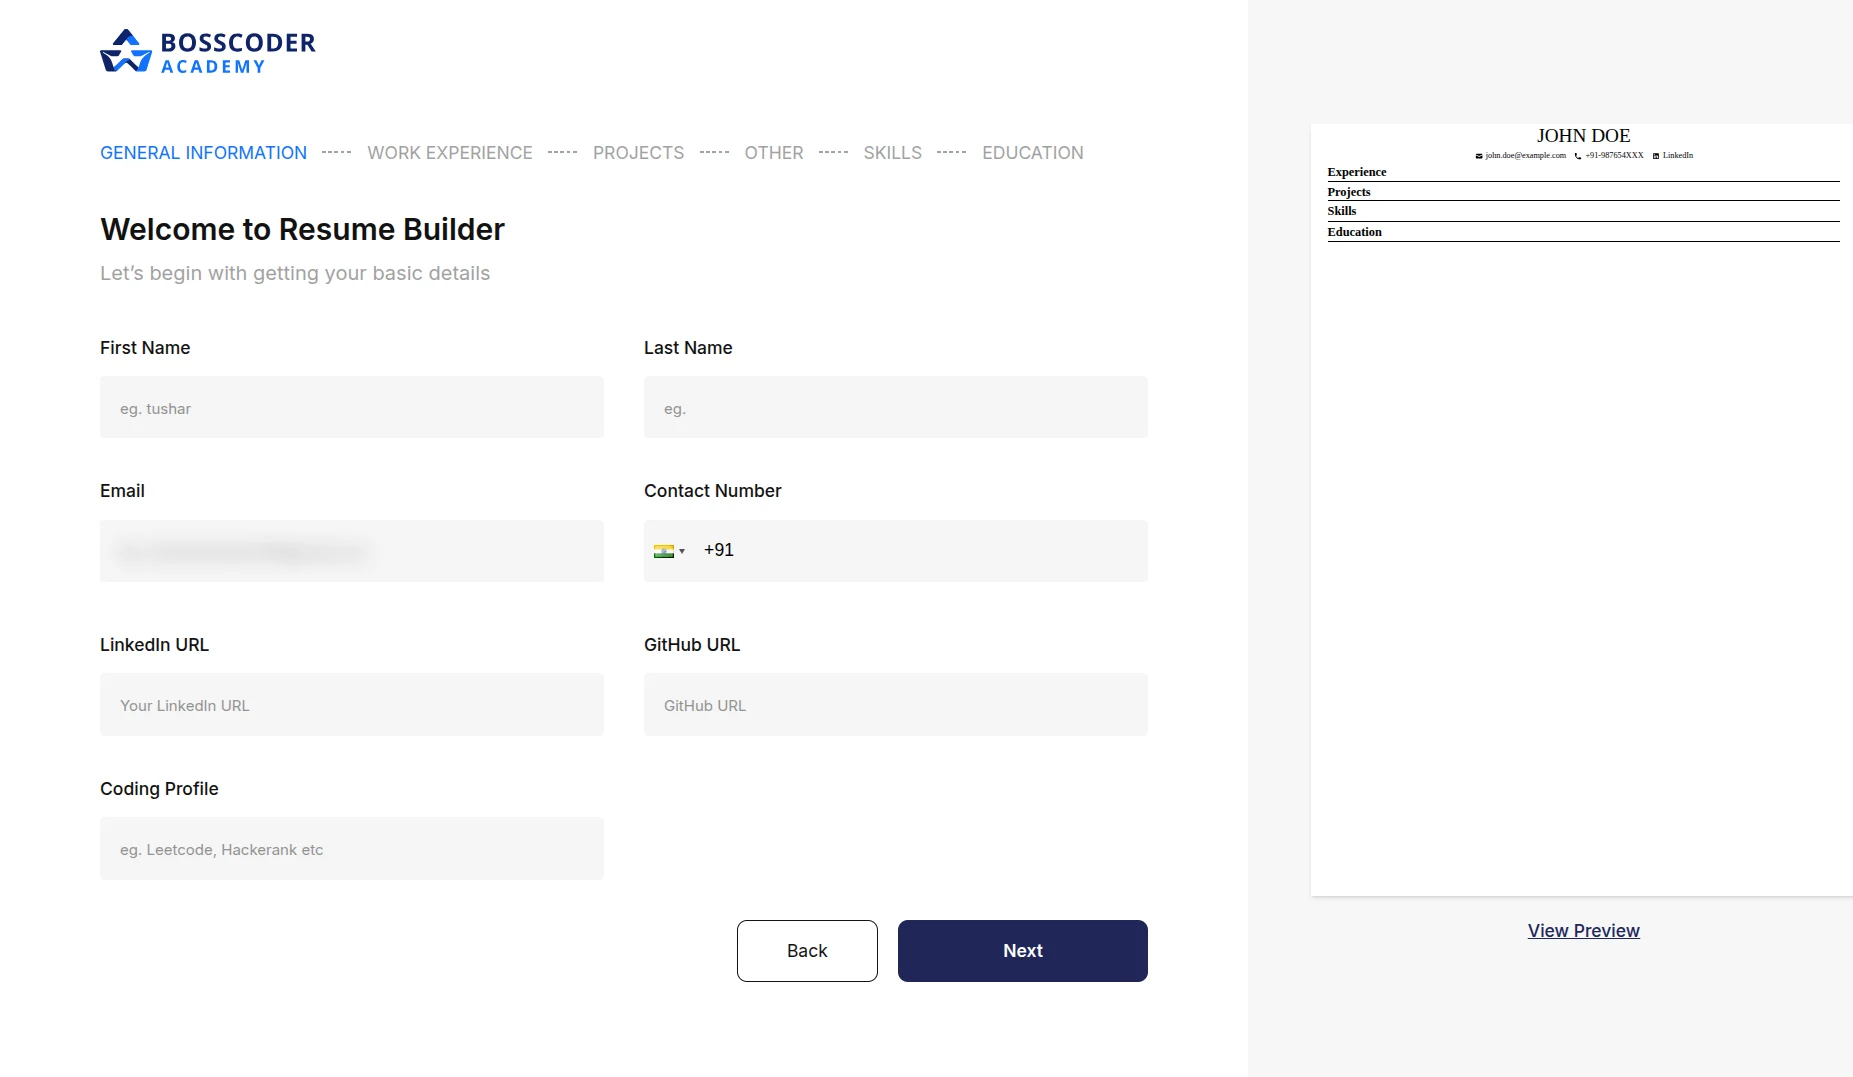 BOSSCODER
ACADEMY
GENERAL INFORMATION ----- WORK EXPERIENCE ----- PROJECTS ----- OTHER ----- SKILLS ----- EDUCATION
Welcome to Resume Builder
Let's begin with getting your basic details
First Name
Last Name
eg. tushar
eg.
Email
Contact Number
+91
LinkedIn URL
GitHub URL
Your LinkedIn URL
GitHub URL
Coding Profile
eg. Leetcode, Hackerank etc
Back
Next
JOHN DOE
john.doe@example.com +91-987654XXX LinkedIn
Experience
Projects
Skills
Education
View Preview